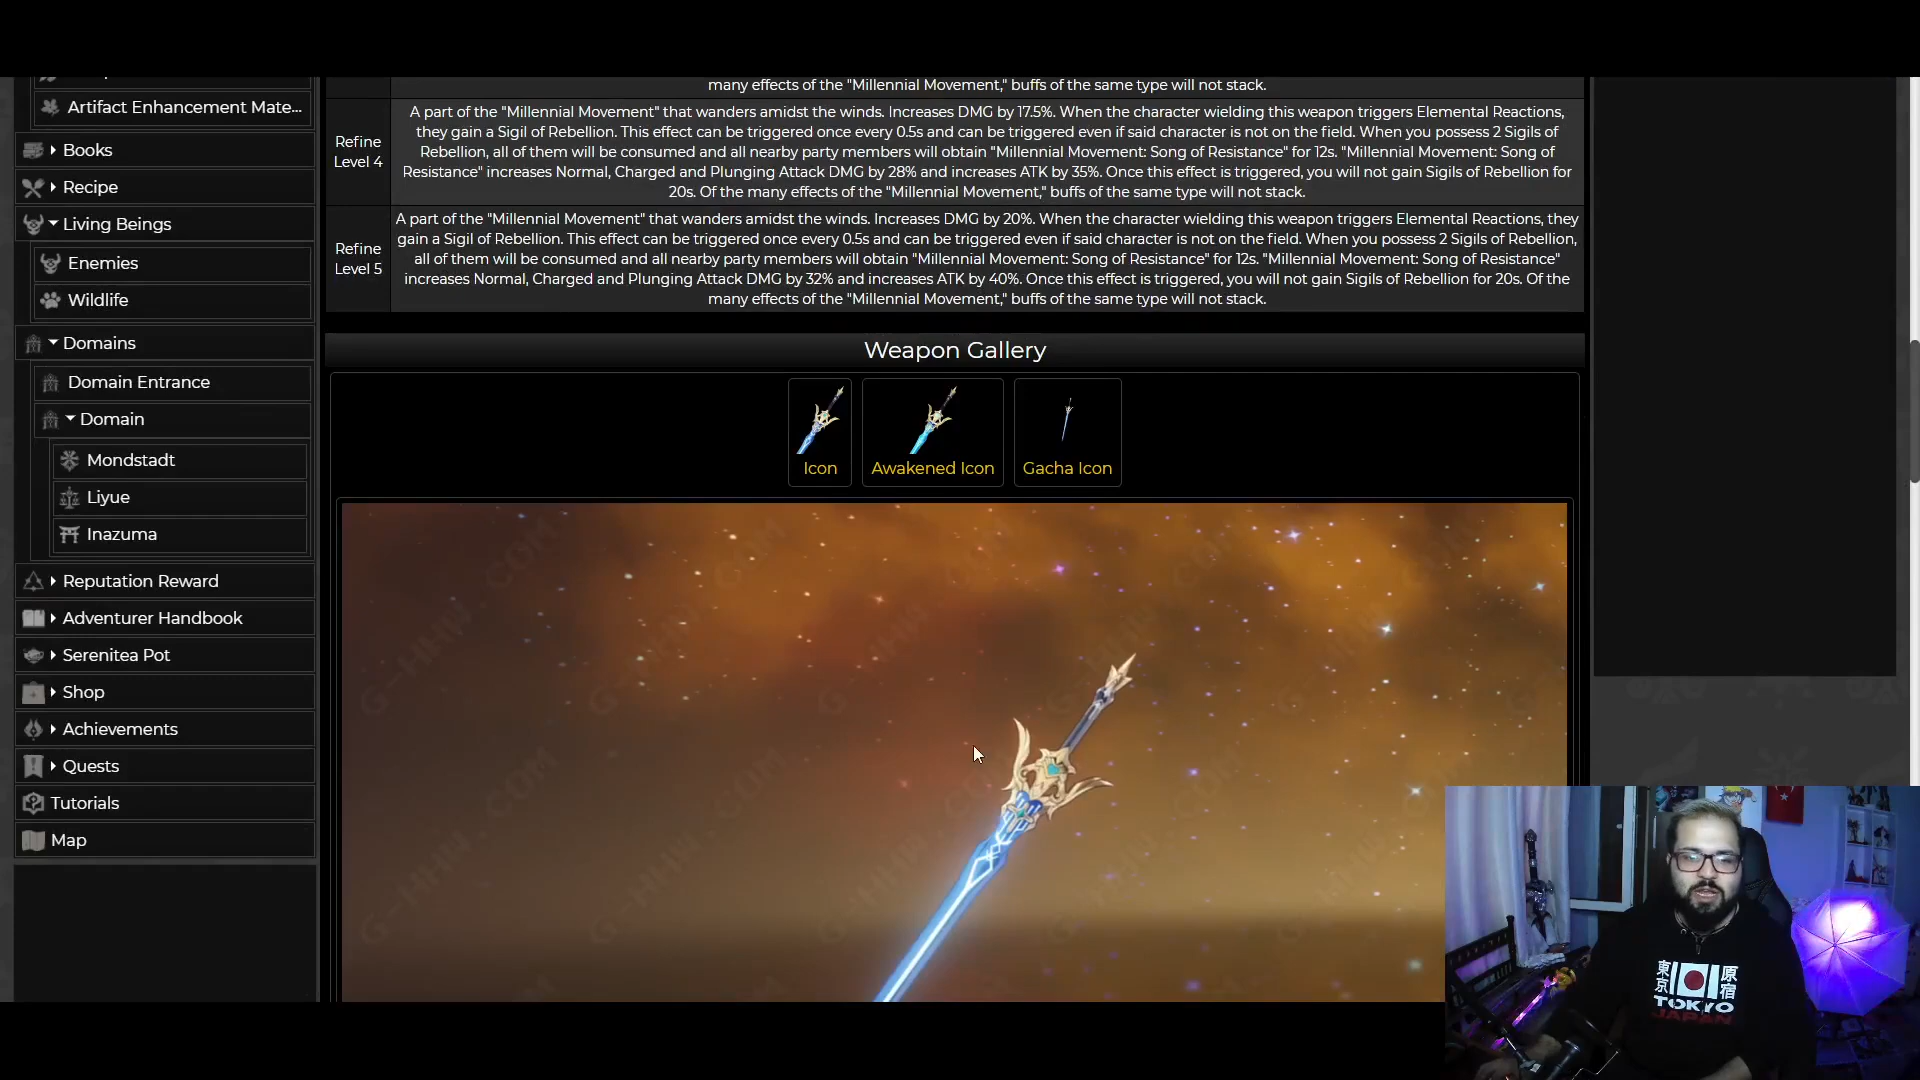 Artifact Enhancement Mate...
Books
Recipe
Living Beings
Enemies
Wildlife
Domains
Domain Entrance
Domain
Mondstadt
Liyue
Inazuma
Reputation Reward
Adventurer Handbook
Serenitea Pot
Shop
Achievements
Quests
Tutorials
Map
many effects of the "Millennial Movement," buffs of the same type will not stack.
Refine
Level 4
A part of the "Millennial Movement" that wanders amidst the winds. Increases DMG by 17.5%. When the character wielding this weapon triggers Elemental Reactions,
they gain a Sigil of Rebellion. This effect can be triggered once every 0.5s and can be triggered even if said character is not on the field. When you possess 2 Sigils of
Rebellion, all of them will be consumed and all nearby party members will obtain "Millennial Movement: Song of Resistance" for 12s. "Millennial Movement: Song of
Resistance" increases Normal, Charged and Plunging Attack DMG by 28% and increases ATK by 35%. Once this effect is triggered, you will not gain Sigils of Rebellion for
20s. Of the many effects of the "Millennial Movement," buffs of the same type will not stack.
Refine
Level 5
A part of the "Millennial Movement" that wanders amidst the winds. Increases DMG by 20%. When the character wielding this weapon triggers Elemental Reactions, they
gain a Sigil of Rebellion. This effect can be triggered once every 0.5s and can be triggered even if said character is not on the field. When you possess 2 Sigils of Rebellion,
all of them will be consumed and all nearby party members will obtain "Millennial Movement: Song of Resistance" for 12s. "Millennial Movement: Song of Resistance"
increases Normal, Charged and Plunging Attack DMG by 32% and increases ATK by 40%. Once this effect is triggered, you will not gain Sigils of Rebellion for 20s. Of the
many effects of the "Millennial Movement," buffs of the same type will not stack.
Weapon Gallery
Icon
Awakened Icon
Gacha Icon
東京 原宿
TOKYO
JAPAN